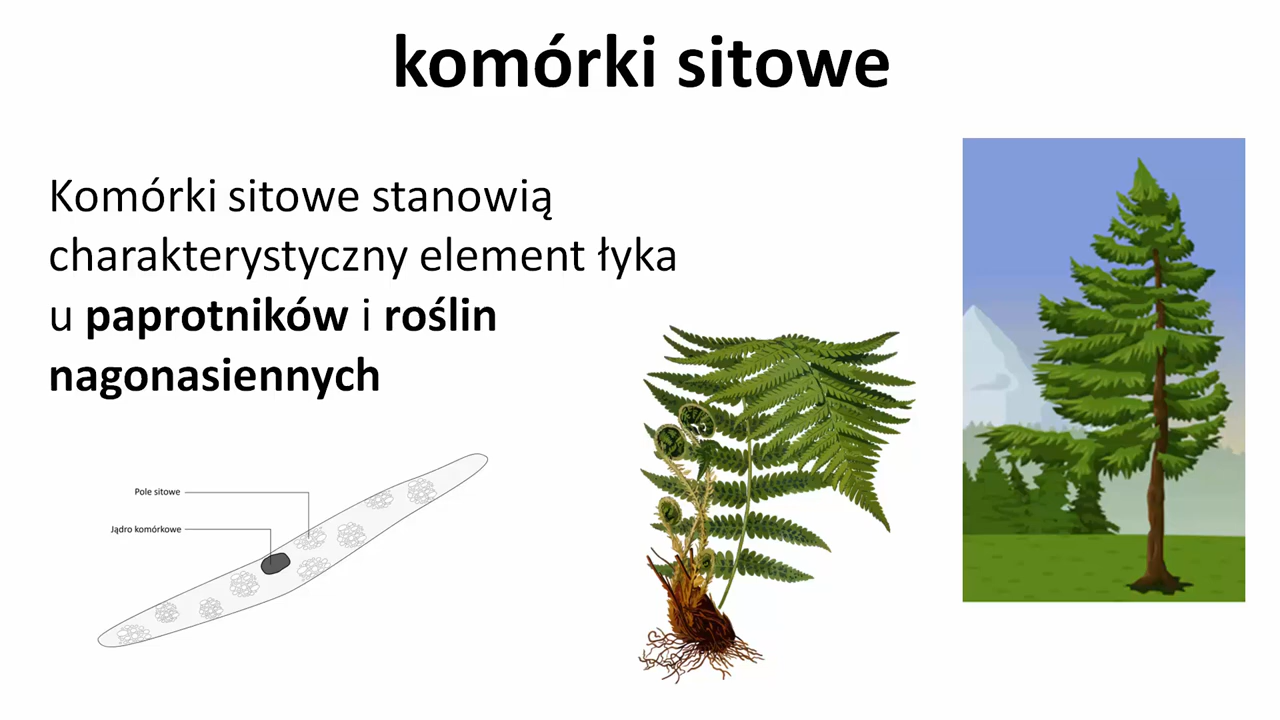 komórki sitowe
Komórki sitowe stanowią
charakterystyczny element łyka
u paprotników i roślin
nagonasiennych
Pole sitowe
Jądro komórkowe